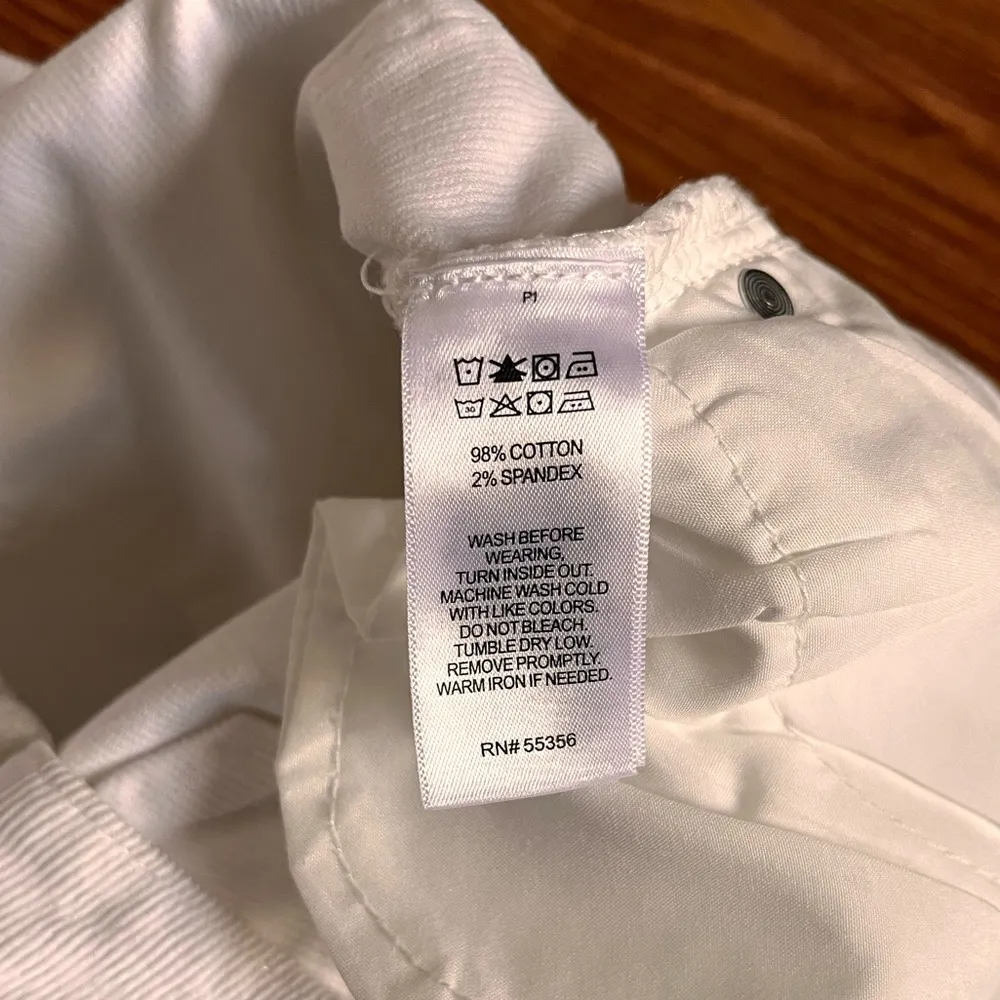 P1
30
98% COTTON
2% SPANDEX
WASH BEFORE
WEARING,
TURN INSIDE OUT.
MACHINE WASH COLD
WITH LIKE COLORS.
DO NOT BLEACH.
TUMBLE DRY LOW.
REMOVE PROMPTLY.
WARM IRON IF NEEDED.
RN# 55356